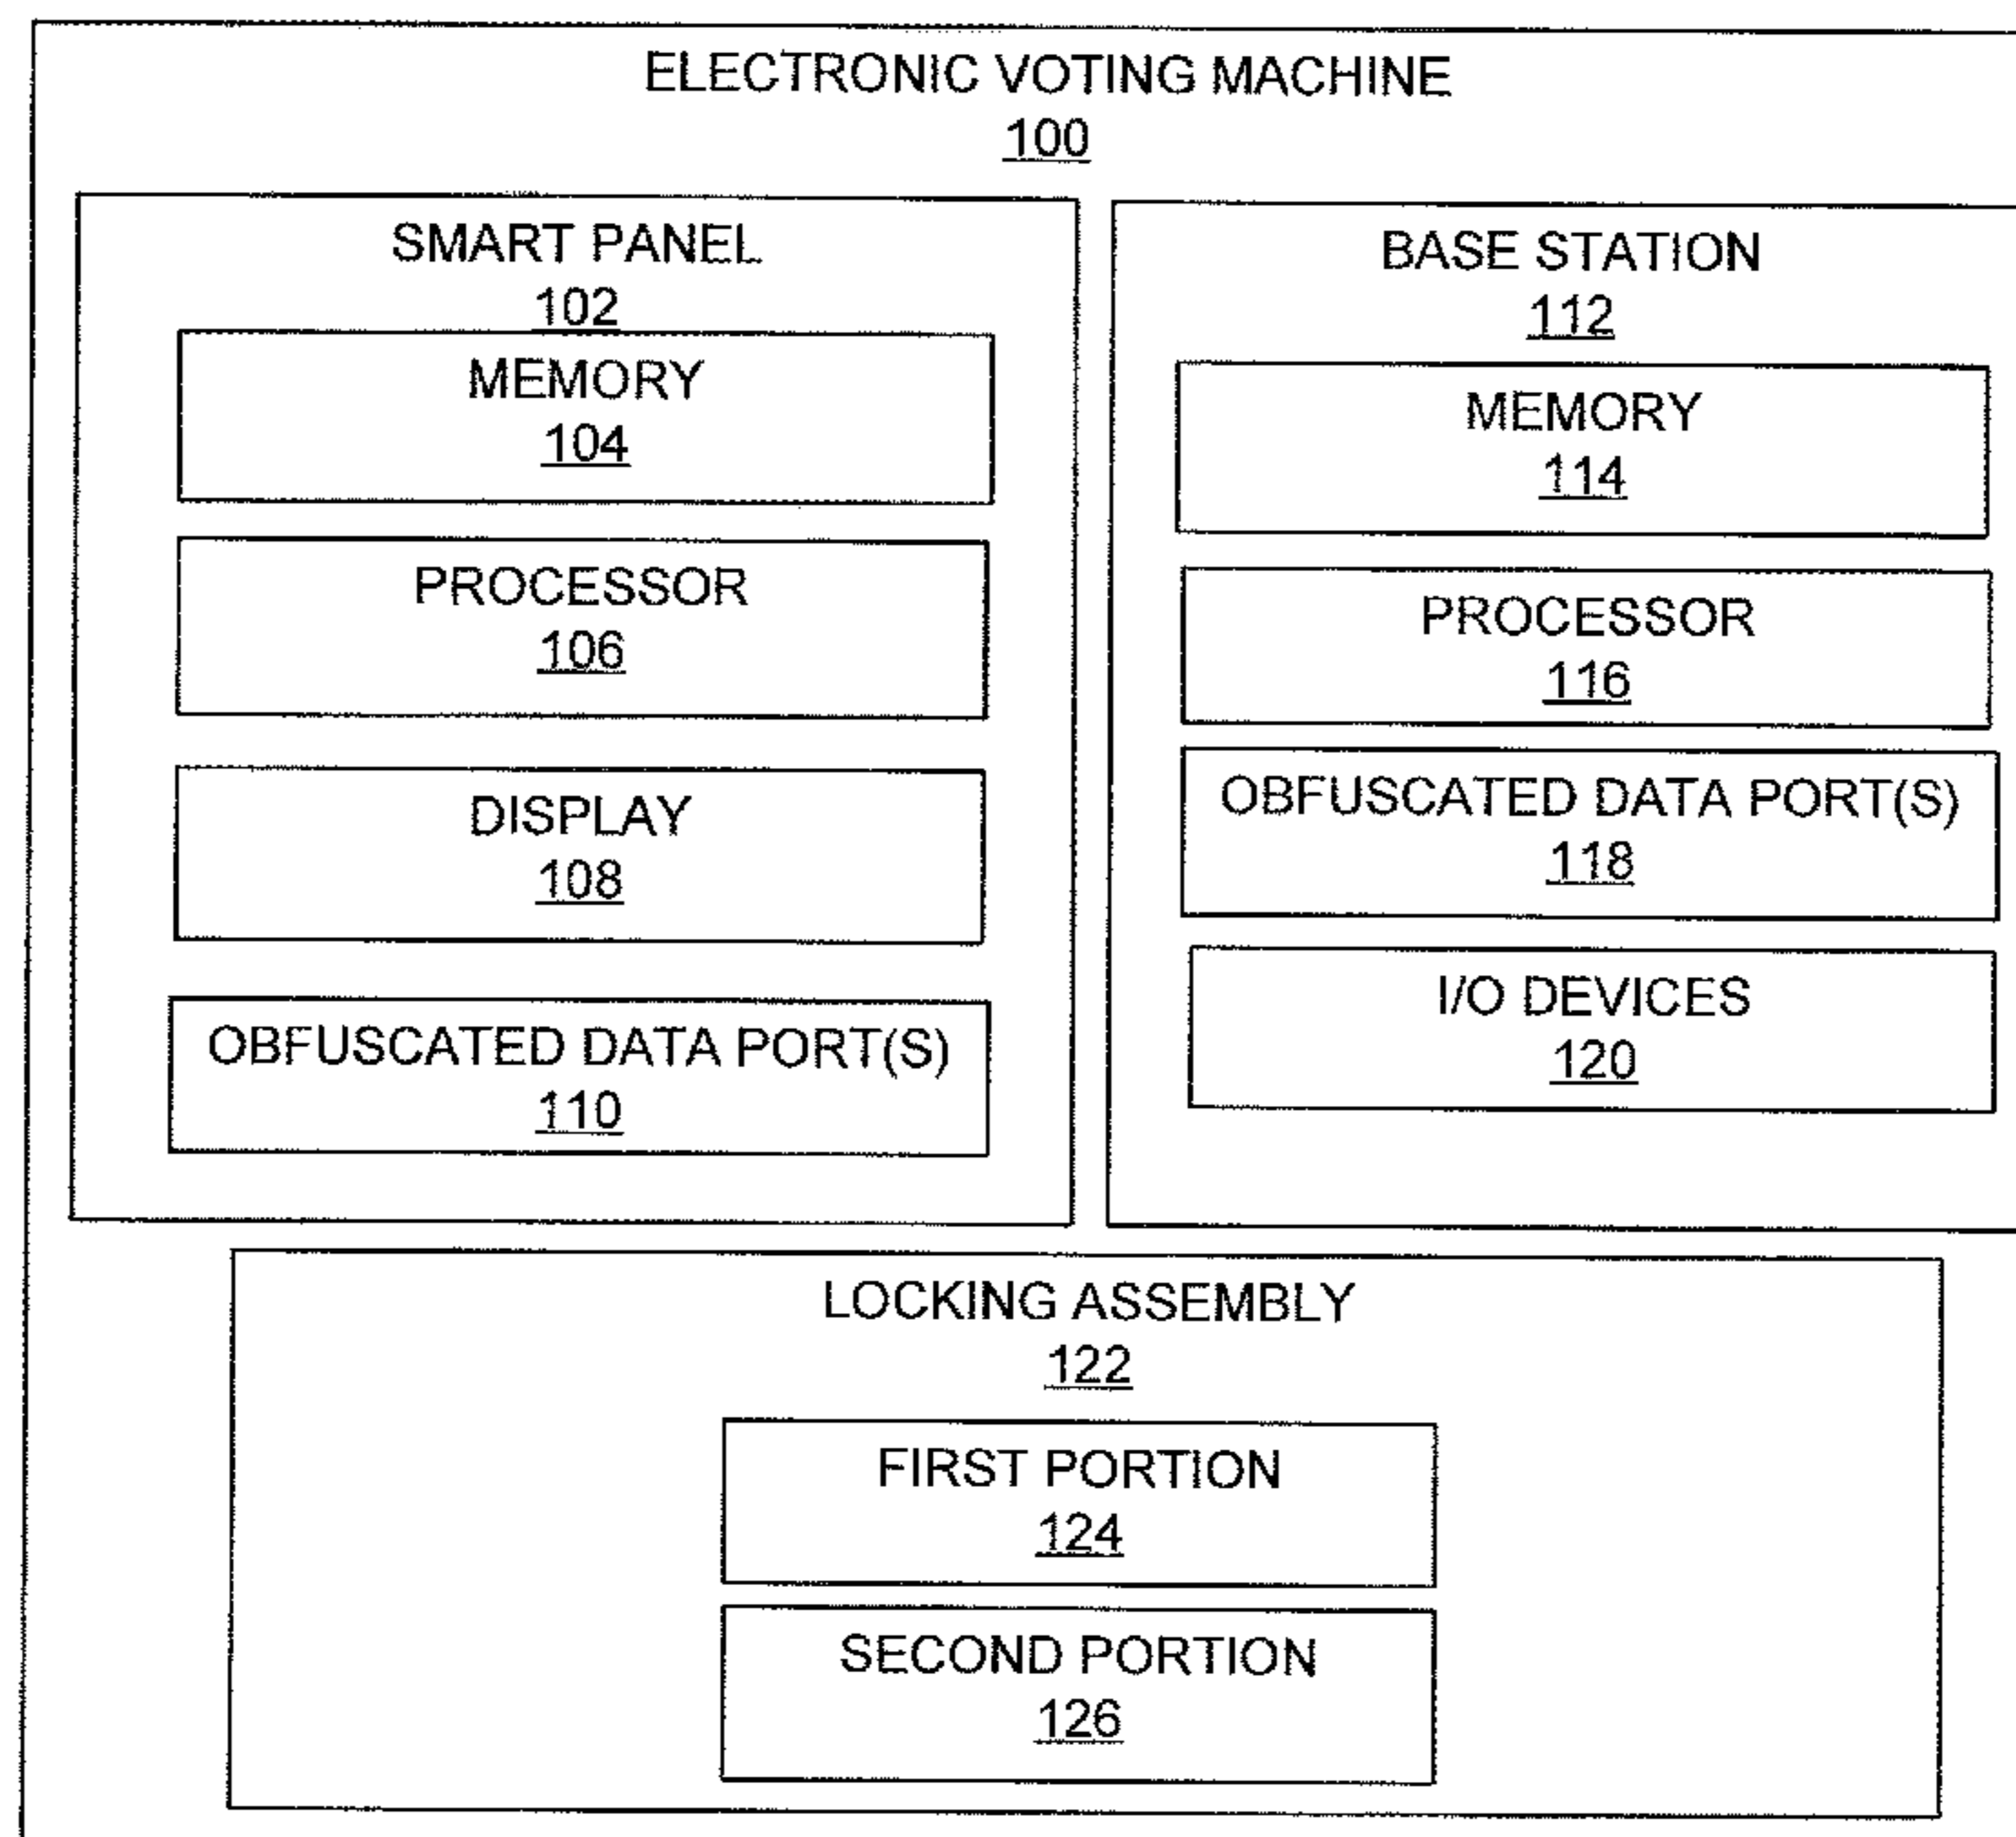 ELECTRONIC VOTING MACHINE
100
SMART PANEL
102
MEMORY
104
PROCESSOR
106
DISPLAY
108
OBFUSCATED DATA PORT(S)
110
BASE STATION
112
MEMORY
114
PROCESSOR
116
OBFUSCATED DATA PORT(S)
118
I/O DEVICES
120
LOCKING ASSEMBLY
122
FIRST PORTION
124
SECOND PORTION
126